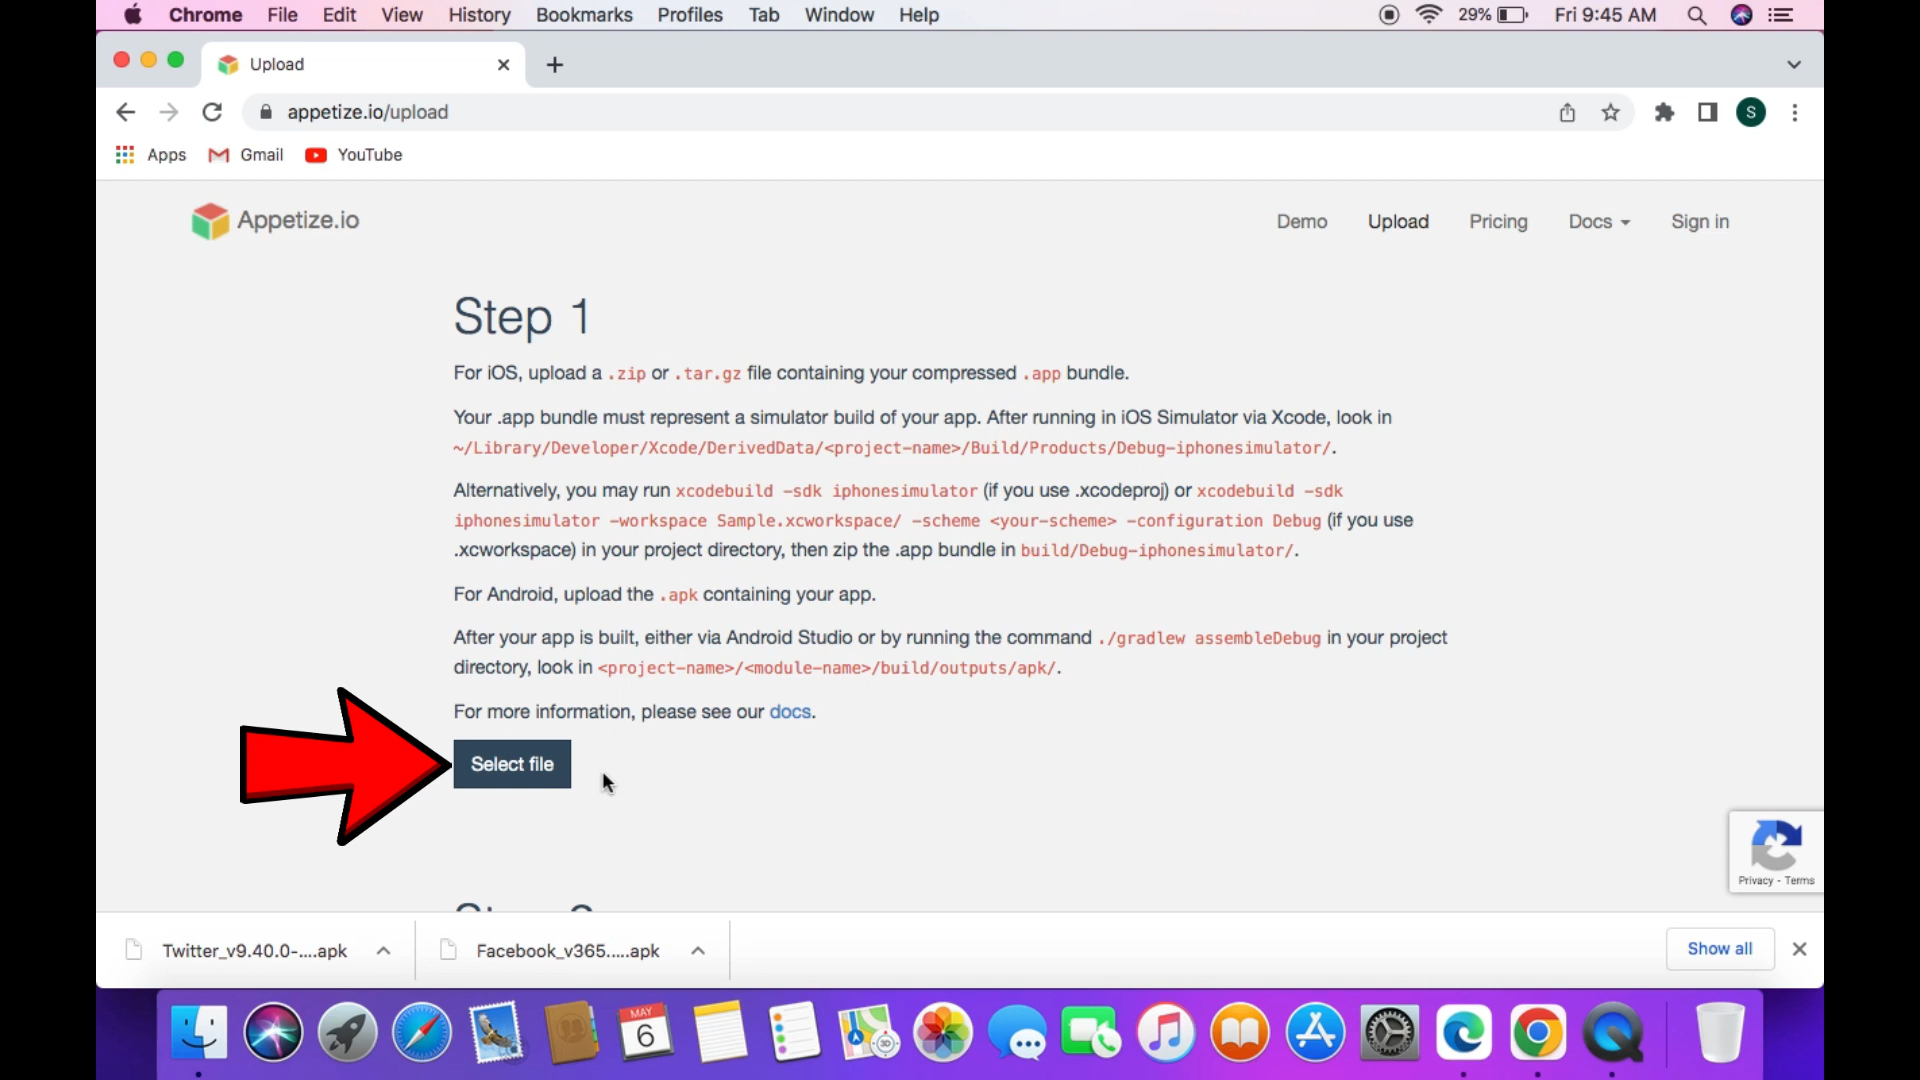 Chrome File Edit View History Bookmarks Profiles Tab Window Help 29% Fri 9:45 AM
Upload
appetize.io/upload S
Apps Gmail YouTube
Appetize.io Demo Upload Pricing Docs Sign in
Step 1
For iOS, upload a .zip or .tar.gz file containing your compressed .app bundle.
Your .app bundle must represent a simulator build of your app. After running in iOS Simulator via Xcode, look in
~/Library/Developer/Xcode/DerivedData/<project-name>/Build/Products/Debug-iphonesimulator/.
Alternatively, you may run xcodebuild -sdk iphonesimulator (if you use .xcodeproj) or xcodebuild -sdk
iphonesimulator -workspace Sample.xcworkspace/ -scheme <your-scheme> -configuration Debug (if you use
.xcworkspace) in your project directory, then zip the .app bundle in build/Debug-iphonesimulator/.
For Android, upload the .apk containing your app.
After your app is built, either via Android Studio or by running the command ./gradlew assembleDebug in your project
directory, look in <project-name>/<module-name>/build/outputs/apk/.
For more information, please see our docs.
Select file
Privacy - Terms
Twitter_v9.40.0-....apk Facebook_v365.....apk Show all
MAY
6
3D